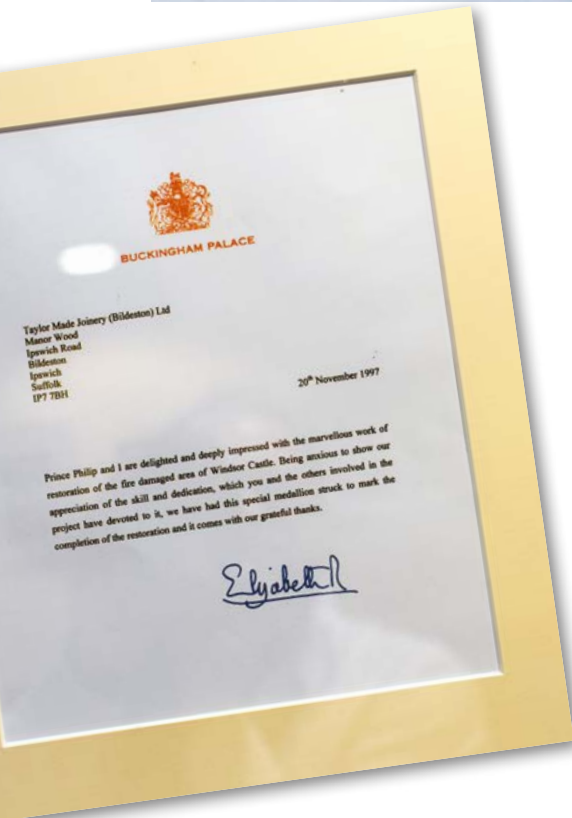 BUCKINGHAM PALACE
Taylor Made Joinery (Bildeston) Ltd
Manor Wood
Ipswich Road
Bildeston
Ipswich
Suffolk
IP7 7BH
20th November 1997
Prince Philip and I are delighted and deeply impressed with the marvellous work of
restoration of the fire damaged area of Windsor Castle. Being anxious to show our
appreciation of the skill and dedication, which you and the others involved in the
project have devoted to it, we have had this special medallion struck to mark the
completion of the restoration and it comes with our grateful thanks.
Elizabeth R